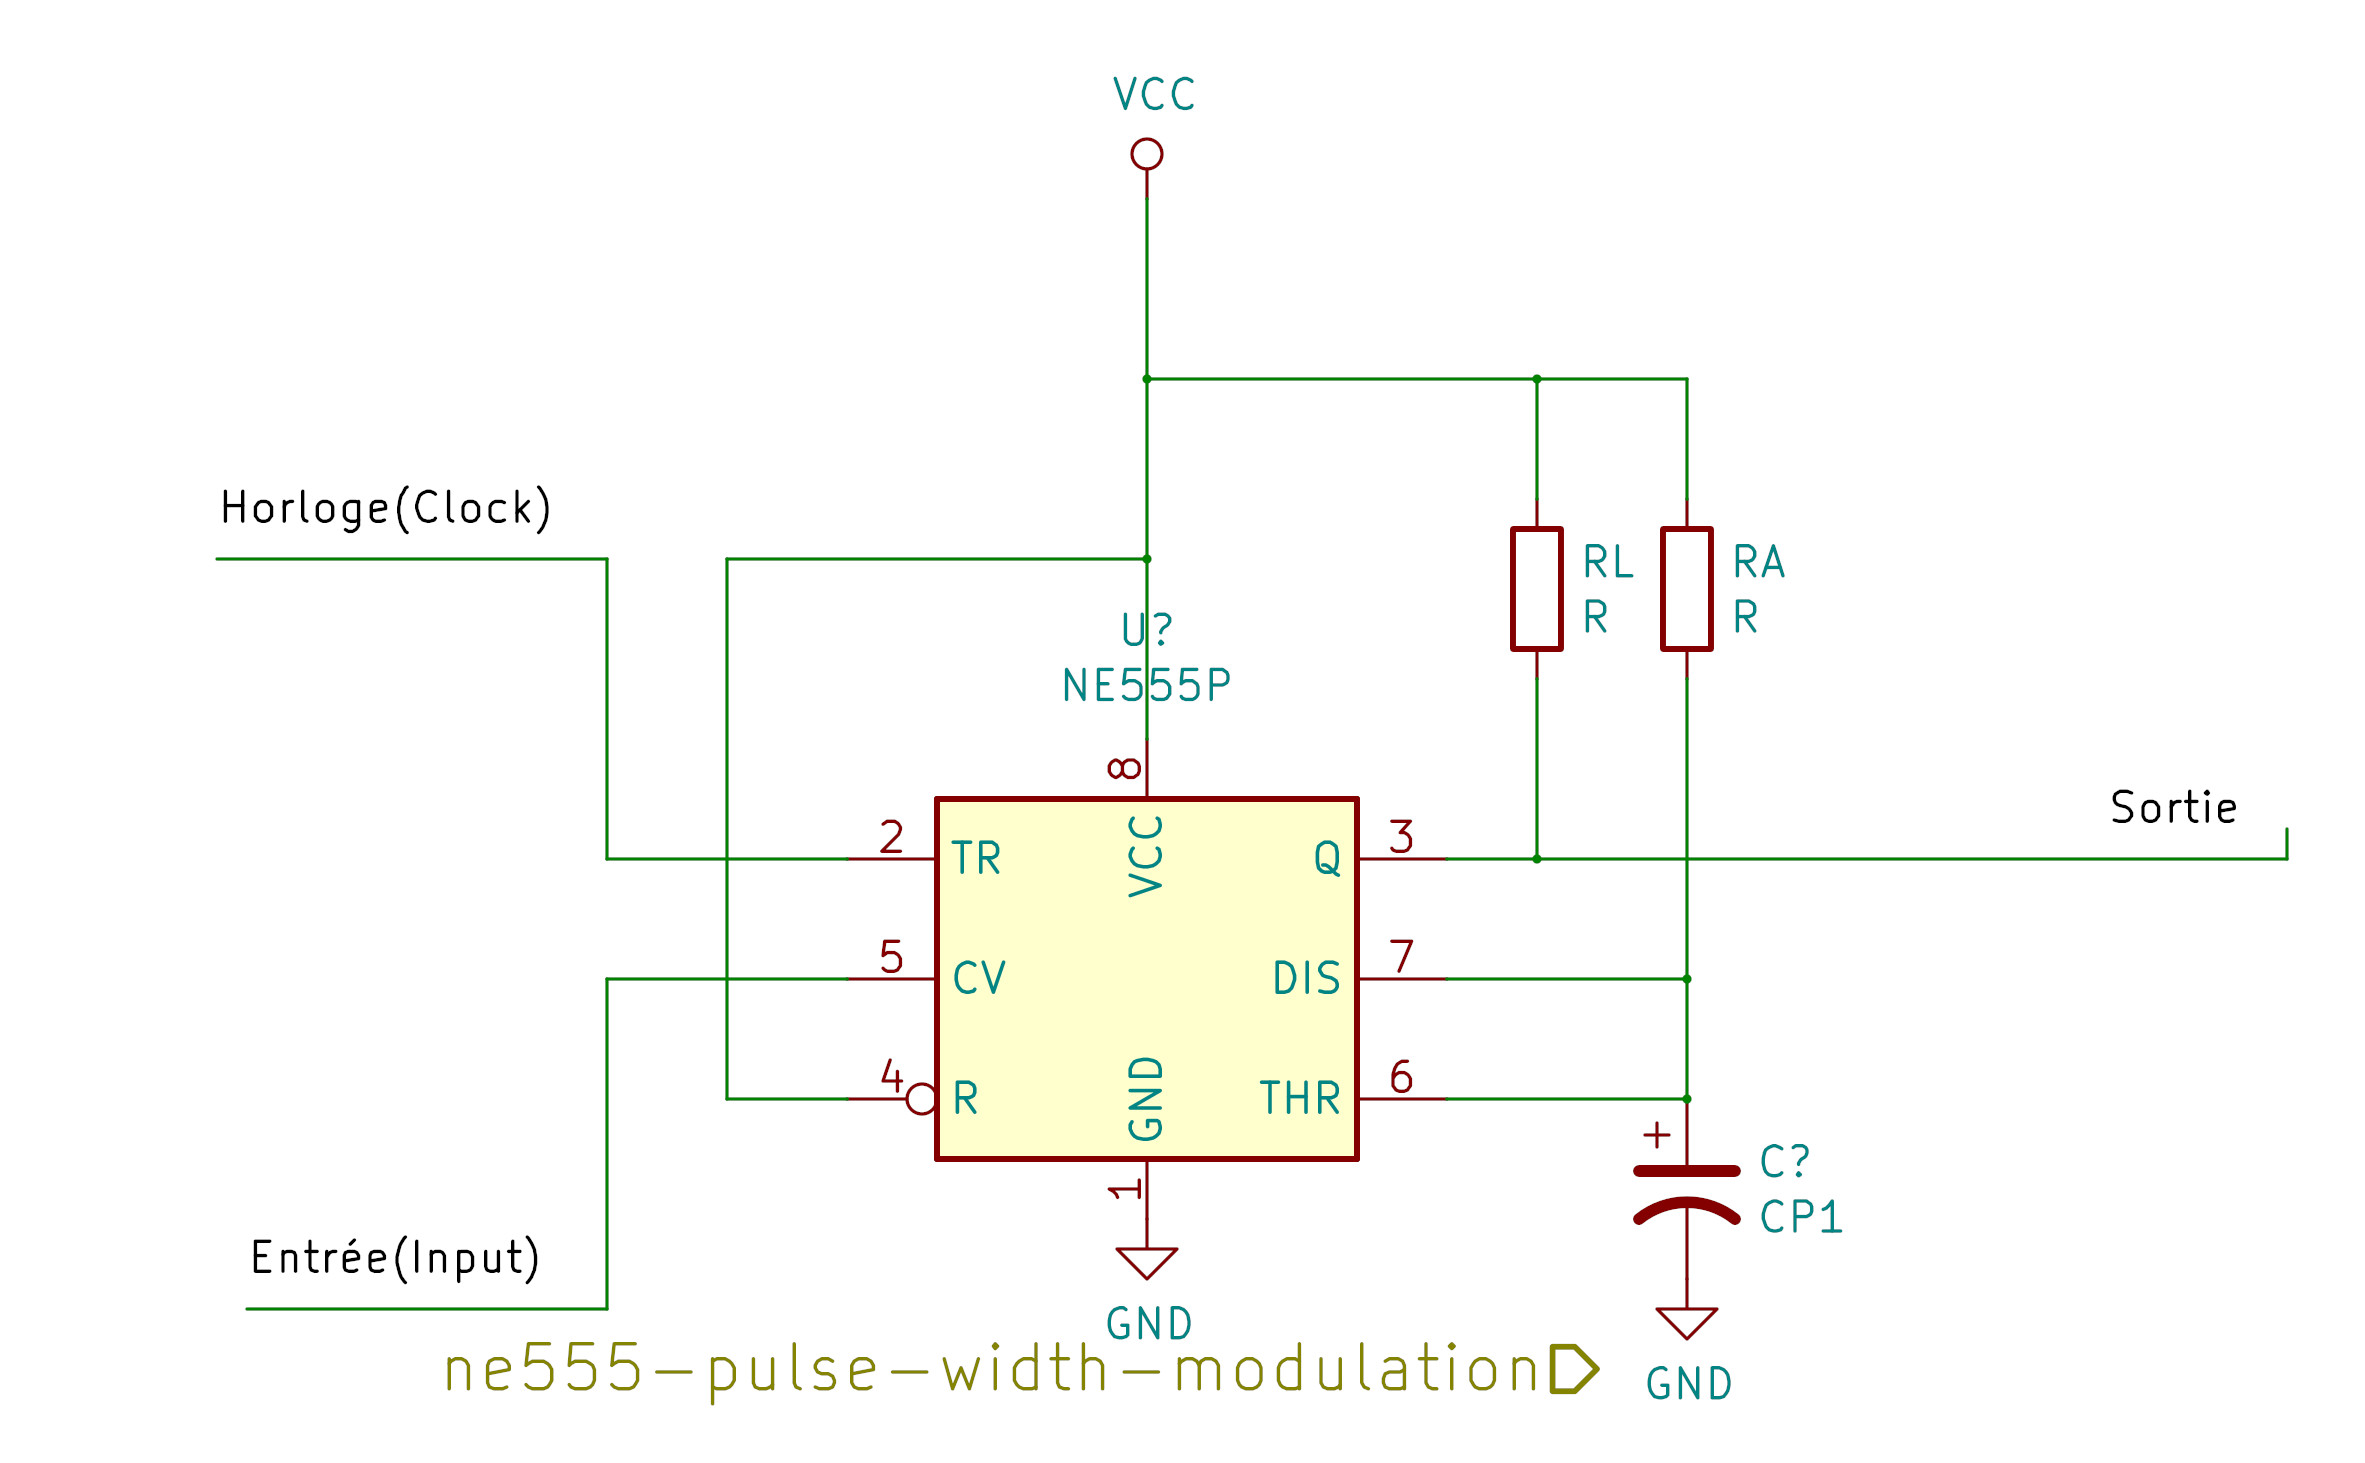 VCC
Horloge(Clock)
U?
NE555P
RL
R
RA
R
8
Sortie
2
TR
VCC
Q
3
5
CV
DIS
7
4
R
GND
THR
6
1
+
C?
CP1
Entrée(Input)
GND
ne555-pulse-width-modulation
GND